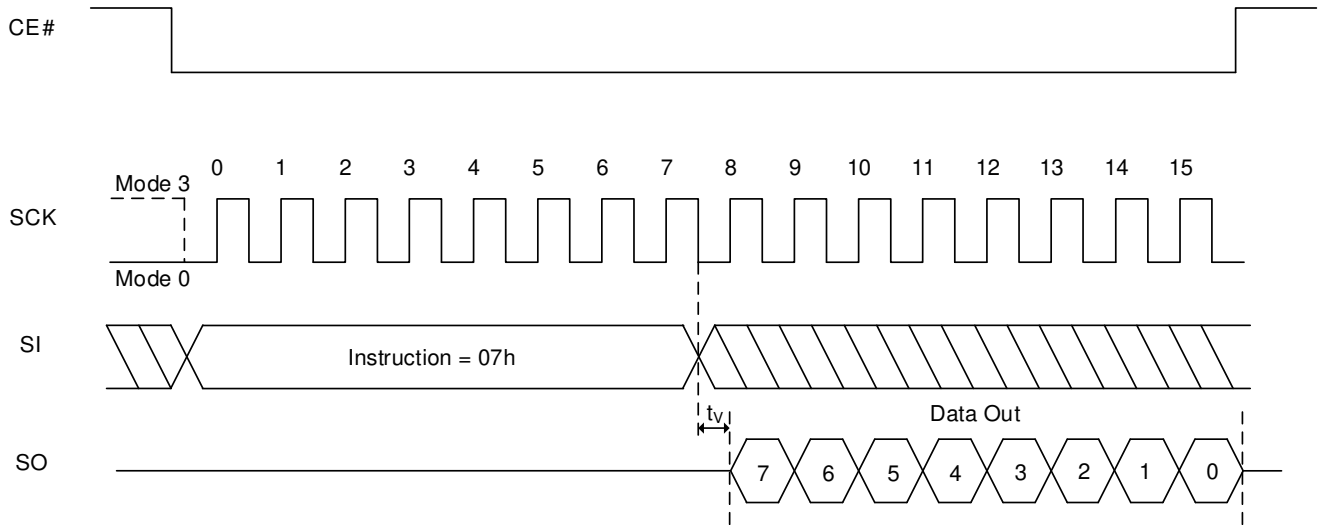 CE#
0 1 2 3 4 5 6 7 8 9 10 11 12 13 14 15
Mode 3
SCK
Mode 0
SI
Instruction = 07h
tV
Data Out
SO
7 6 5 4 3 2 1 0